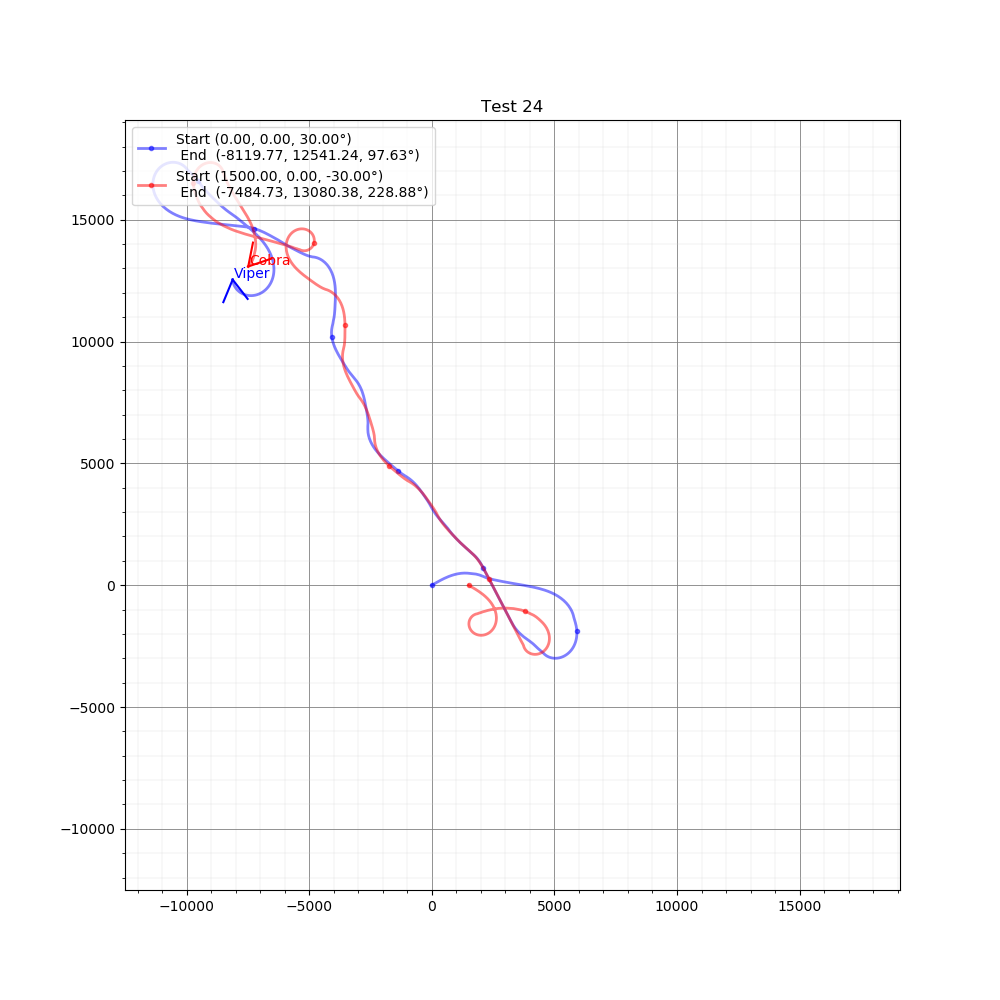 Test 24
Start (0.00, 0.00, 30.00°)
End (-8119.77, 12541.24, 97.63°)
Start (1500.00, 0.00, -30.00°)
End (-7484.73, 13080.38, 228.88°)
15000
10000
5000
0
−5000
−10000
Cobra
Viper
−10000
−5000
0
5000
10000
15000